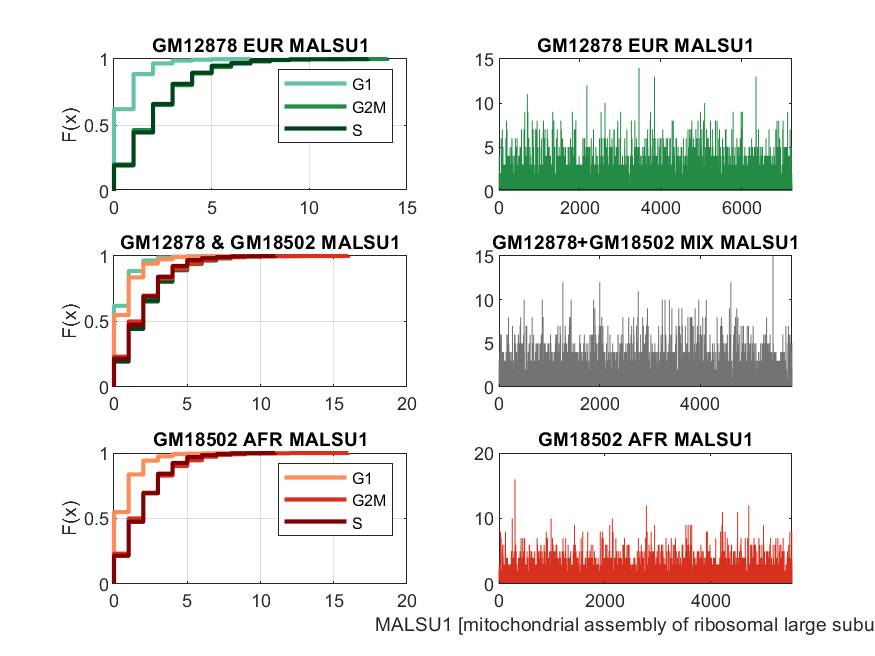 GM12878 EUR MALSU1
F(x)
1
0.5
0
0 5 10 15
G1
G2M
S
GM12878 EUR MALSU1
15
10
5
0
0 2000 4000 6000
GM12878 & GM18502 MALSU1
F(x)
1
0.5
0
0 5 10 15 20
GM12878+GM18502 MIX MALSU1
15
10
5
0
0 2000 4000
GM18502 AFR MALSU1
F(x)
1
0.5
0
0 5 10 15 20
G1
G2M
S
GM18502 AFR MALSU1
20
10
0
0 2000 4000
MALSU1 [mitochondrial assembly of ribosomal large subu